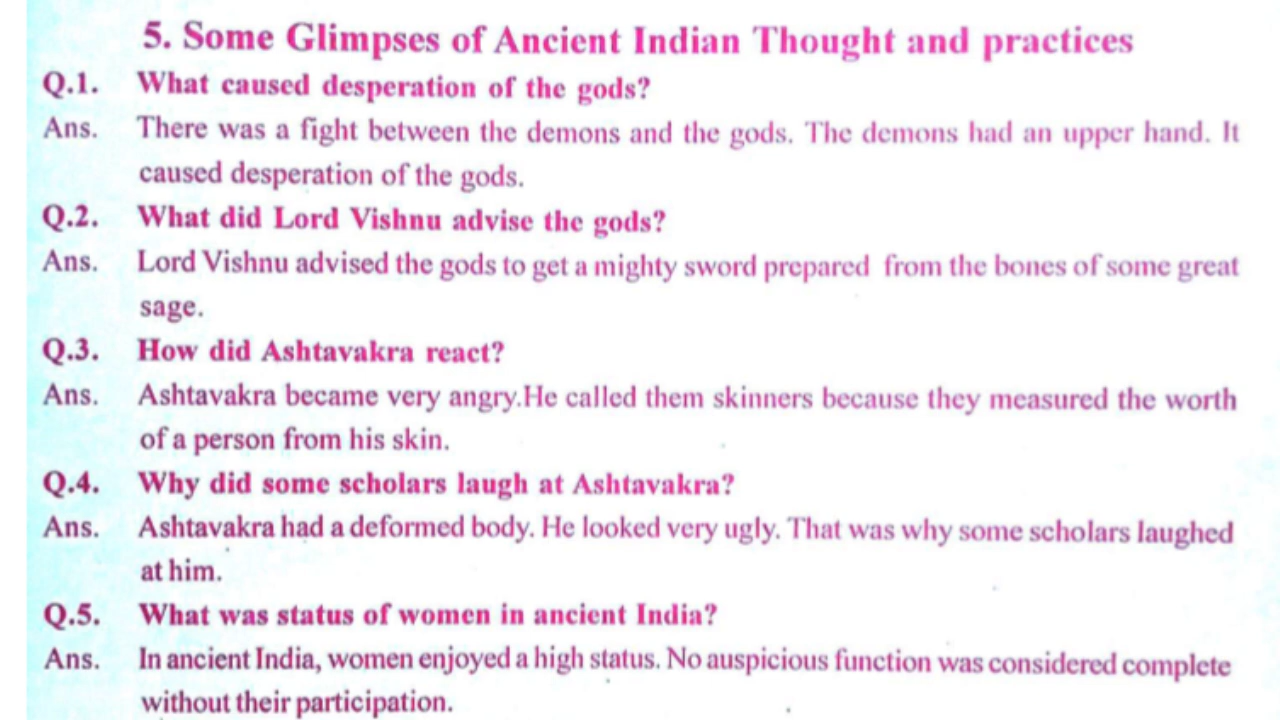 5. Some Glimpses of Ancient Indian Thought and practices
Q.1. What caused desperation of the gods?
Ans. There was a fight between the demons and the gods. The demons had an upper hand. It
caused desperation of the gods.
Q.2. What did Lord Vishnu advise the gods?
Ans. Lord Vishnu advised the gods to get a mighty sword prepared from the bones of some great
sage.
Q.3. How did Ashtavakra react?
Ans. Ashtavakra became very angry.He called them skinners because they measured the worth
of a person from his skin.
Q.4. Why did some scholars laugh at Ashtavakra?
Ans. Ashtavakra had a deformed body. He looked very ugly. That was why some scholars laughed
at him.
Q.5. What was status of women in ancient India?
Ans. In ancient India, women enjoyed a high status. No auspicious function was considered complete
without their participation.